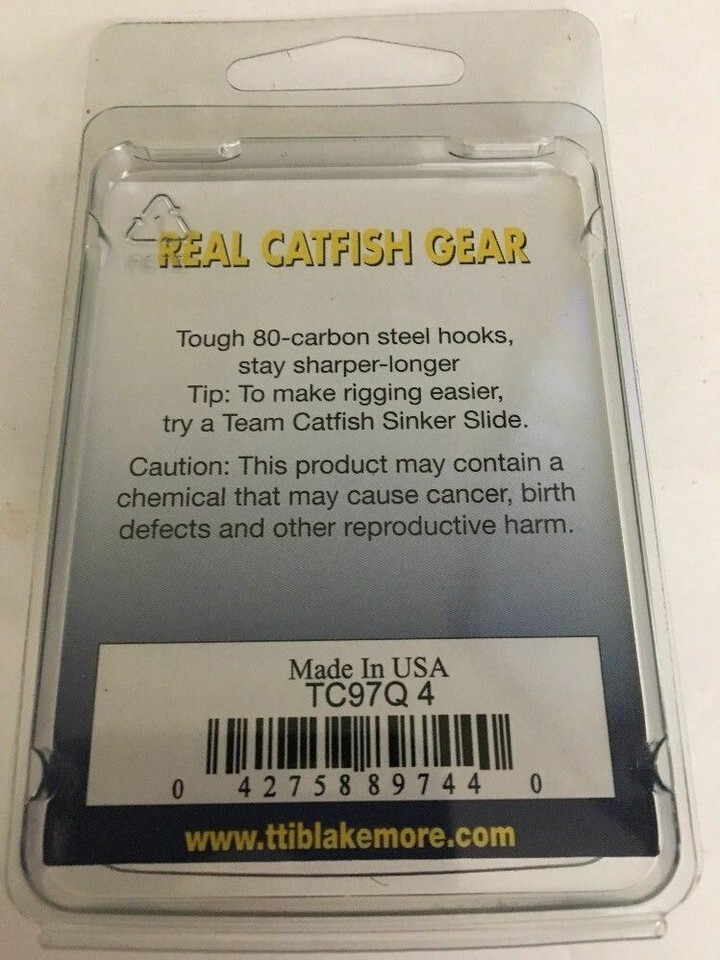 REAL CATFISH GEAR
Tough 80-carbon steel hooks,
stay sharper-longer
Tip: To make rigging easier,
try a Team Catfish Sinker Slide.
Caution: This product may contain a
chemical that may cause cancer, birth
defects and other reproductive harm.
Made In USA
TC97Q 4
0 4275889744 0
www.ttiblakemore.com